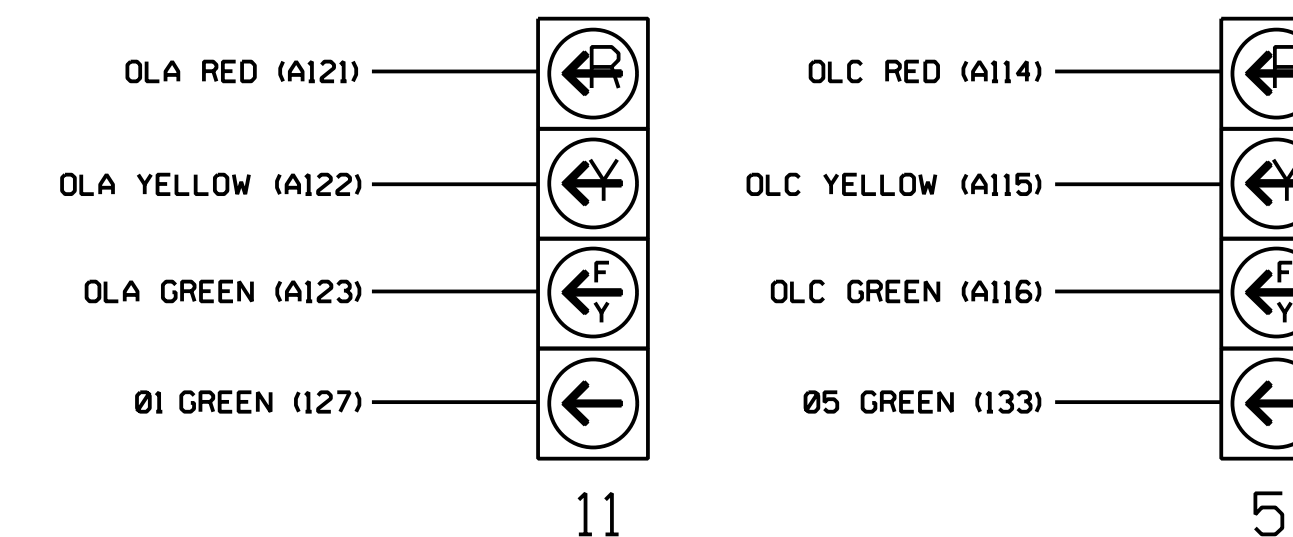 OLA RED (A121)
R
OLA YELLOW (A122)
Y
OLA GREEN (A123)
F
Y
Ø1 GREEN (127)
11
OLC RED (A114)
OLC YELLOW (A115)
Y
OLC GREEN (A116)
F
Y
Ø5 GREEN (133)
5